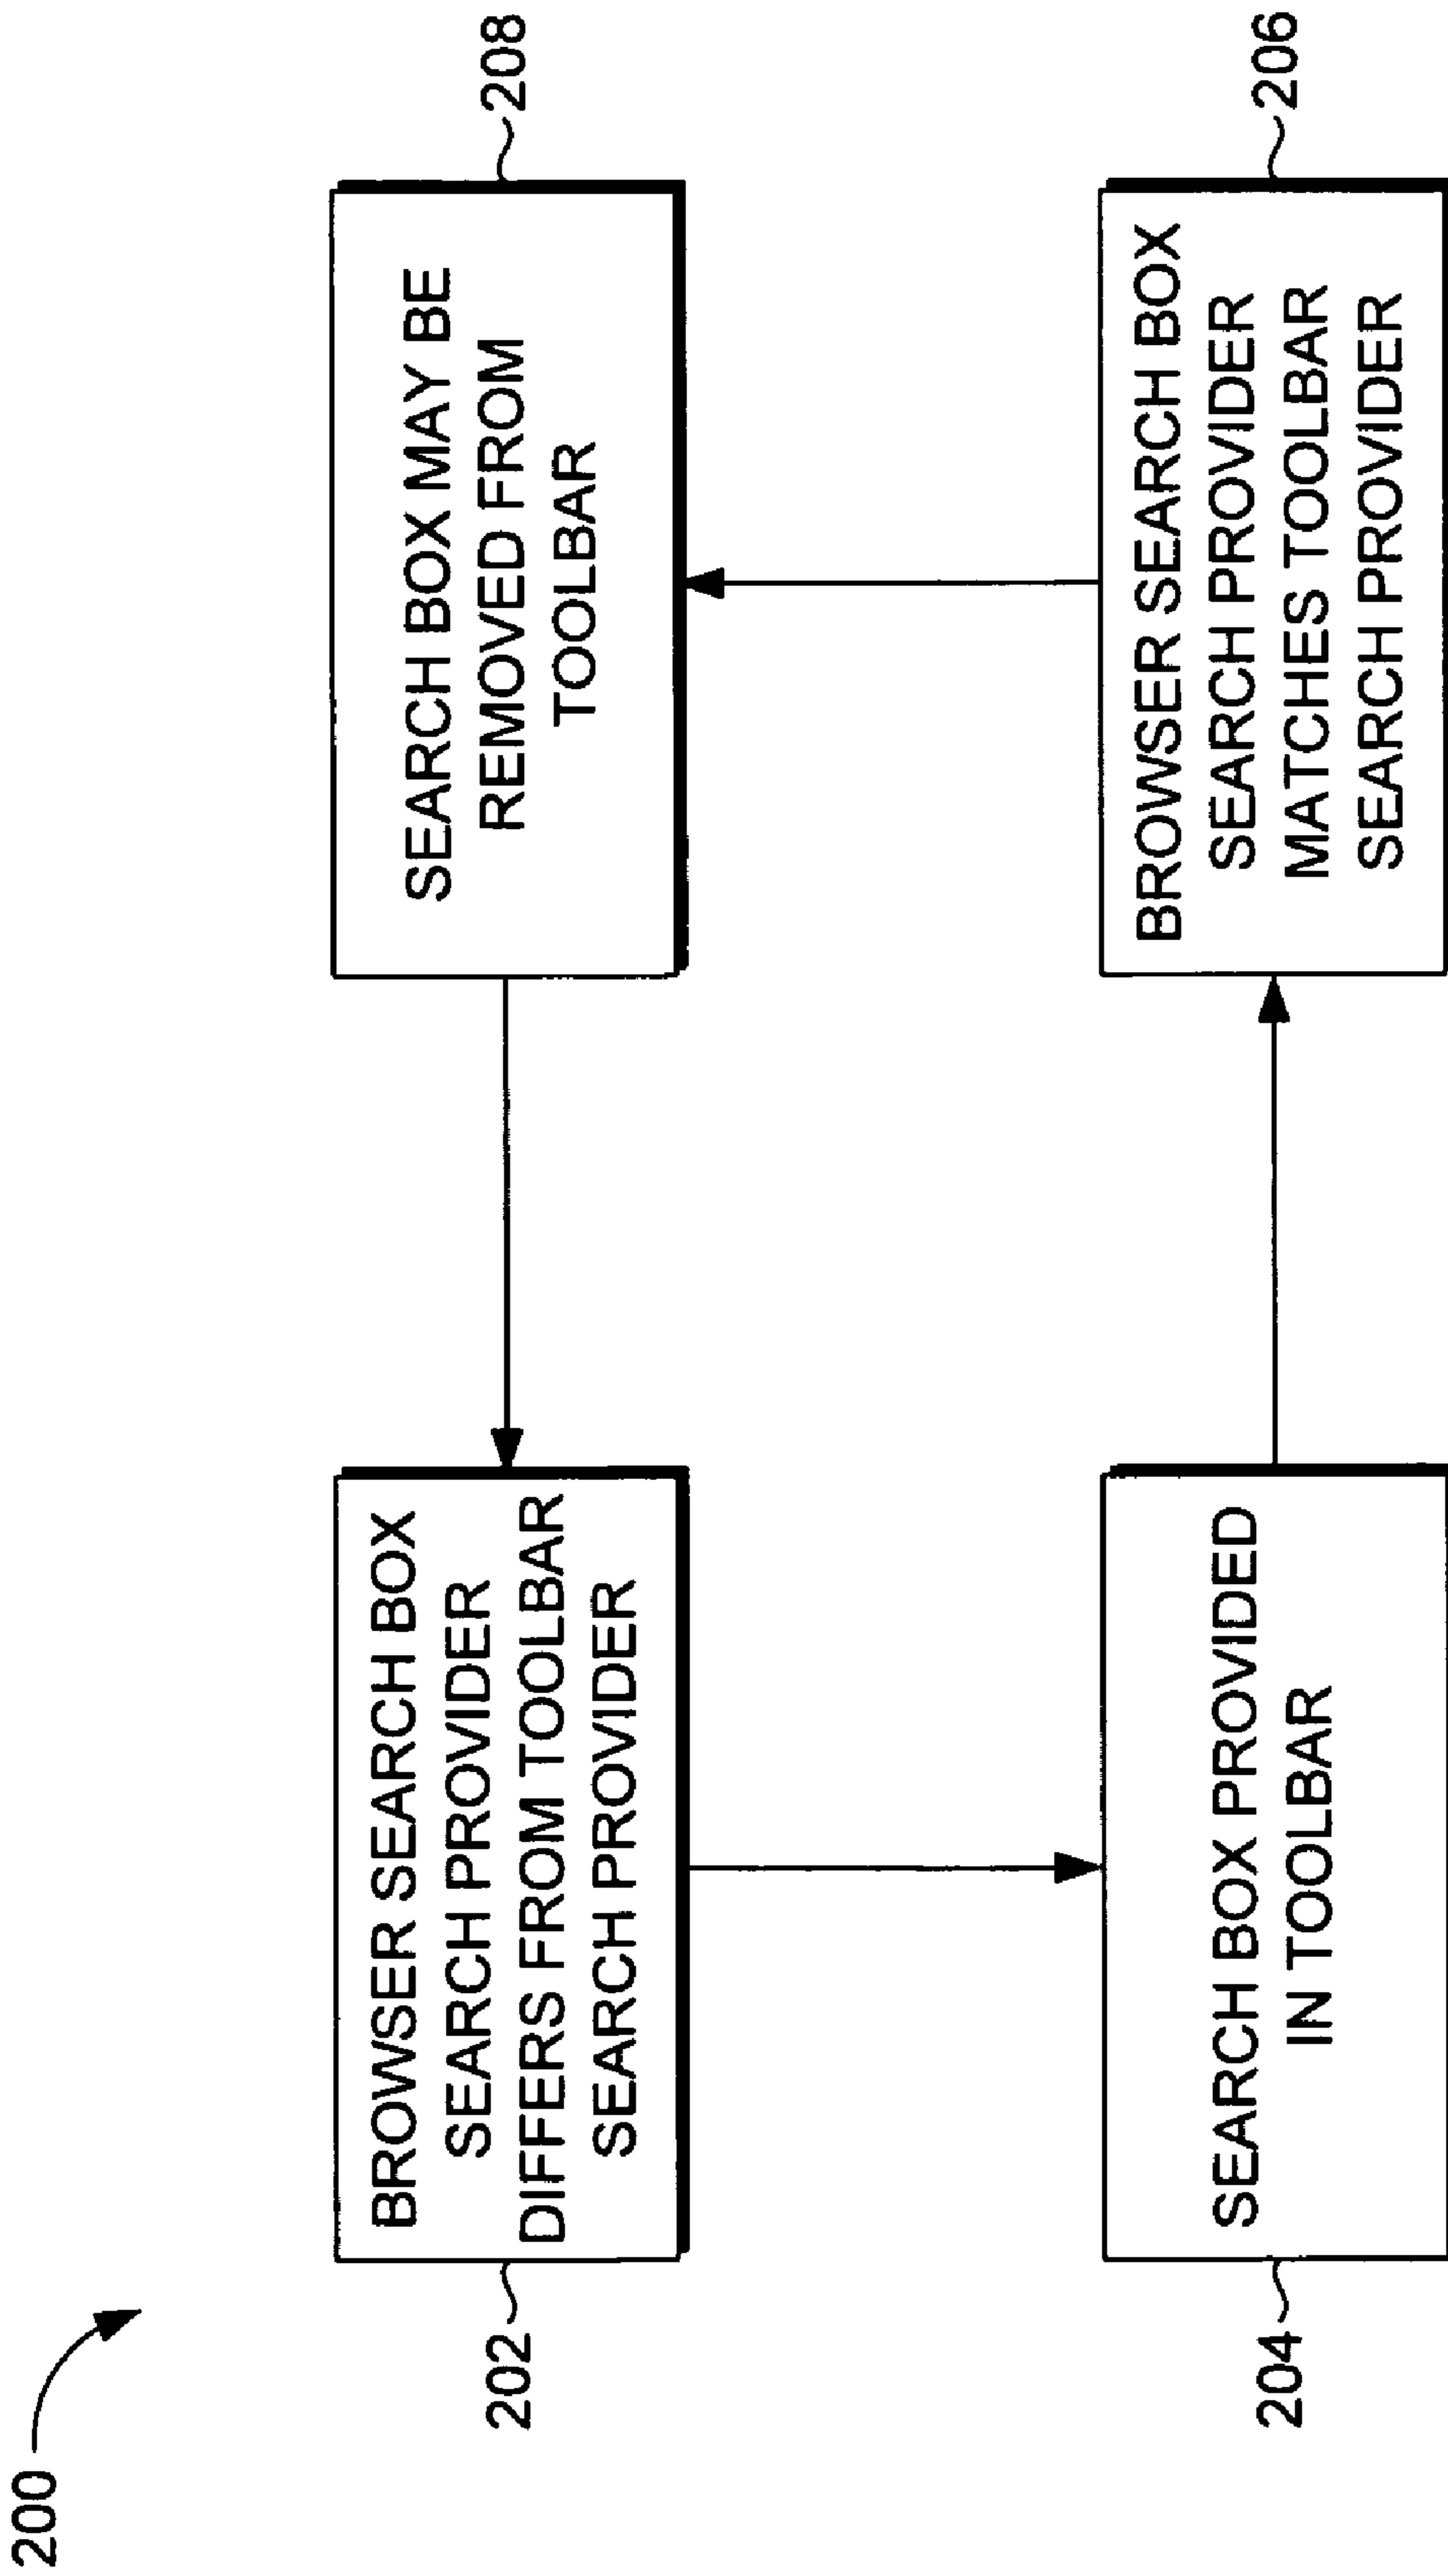 200
202
BROWSER SEARCH BOX
SEARCH PROVIDER
DIFFERS FROM TOOLBAR
SEARCH PROVIDER
204
SEARCH BOX PROVIDED
IN TOOLBAR
BROWSER SEARCH BOX
SEARCH PROVIDER
MATCHES TOOLBAR
SEARCH PROVIDER
206
SEARCH BOX MAY BE
REMOVED FROM
TOOLBAR
208